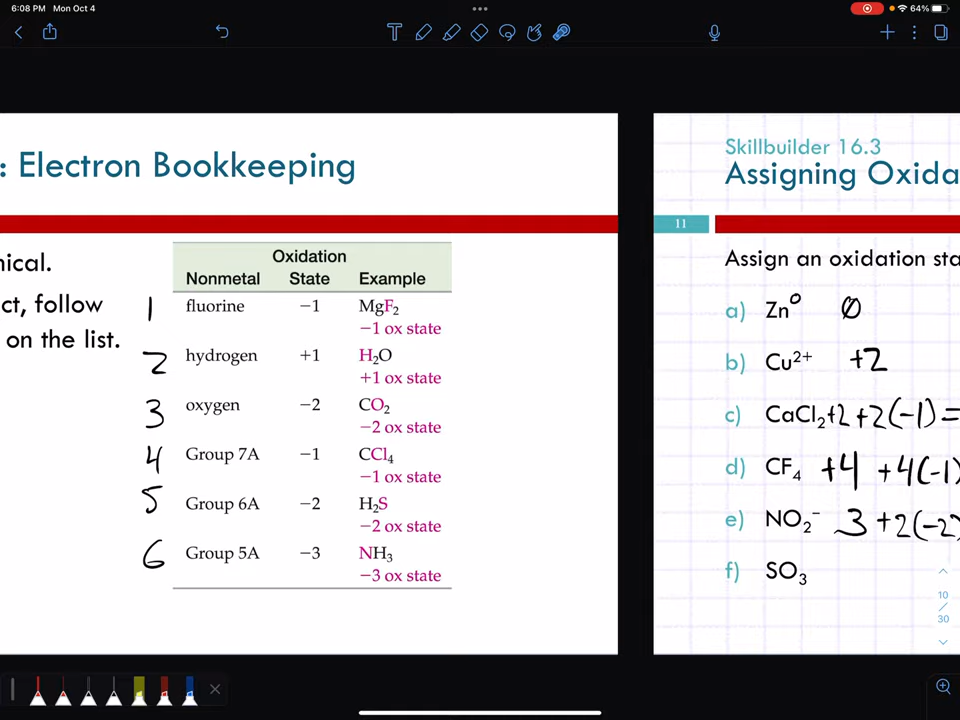 6:08 PM Mon Oct 4
64%
: Electron Bookkeeping
nical.
ct, follow
on the list.
Oxidation
Nonmetal State Example
1 fluorine −1 MgF₂
−1 ox state
2 hydrogen +1 H₂O
+1 ox state
3 oxygen −2 CO₂
−2 ox state
4 Group 7A −1 CCl₄
−1 ox state
5 Group 6A −2 H₂S
−2 ox state
6 Group 5A −3 NH₃
−3 ox state
Skillbuilder 16.3
Assigning Oxida
11
Assign an oxidation sta
a) Zn⁰ 0
b) Cu²⁺ +2
c) CaCl₂ +2 +2(-1) =
d) CF₄ +4 +4(-1)
e) NO₂⁻ 3 +2(-2)
f) SO₃
10
/
30